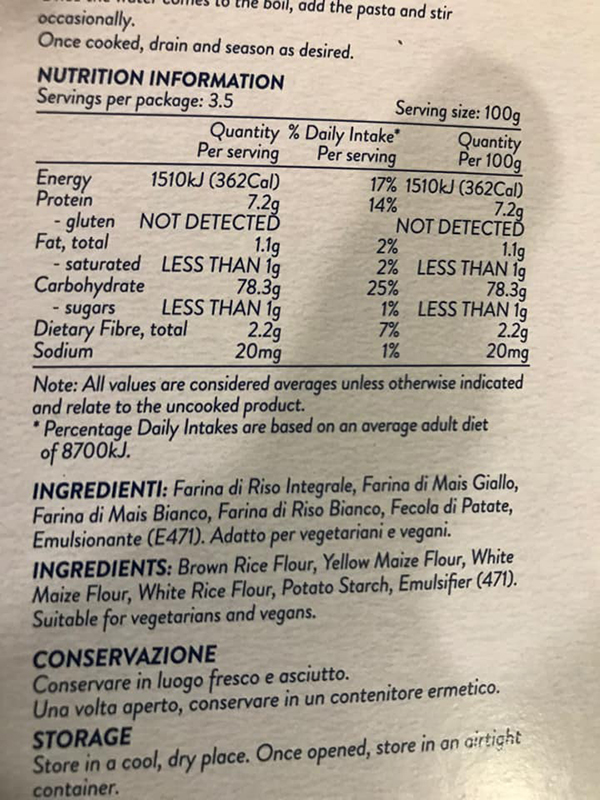 to the boil, add the pasta and stir
occasionally.
Once cooked, drain and season as desired.
NUTRITION INFORMATION
Servings per package: 3.5 Serving size: 100g
Quantity % Daily Intake* Quantity
Per serving Per serving Per 100g
Energy 1510kJ (362Cal) 17% 1510kJ (362Cal)
Protein 7.2g 14% 7.2g
- gluten NOT DETECTED NOT DETECTED
Fat, total 1.1g 2% 1.1g
- saturated LESS THAN 1g 2% LESS THAN 1g
Carbohydrate 78.3g 25% 78.3g
- sugars LESS THAN 1g 1% LESS THAN 1g
Dietary Fibre, total 2.2g 7% 2.2g
Sodium 20mg 1% 20mg
Note: All values are considered averages unless otherwise indicated
and relate to the uncooked product.
* Percentage Daily Intakes are based on an average adult diet
of 8700kJ.
INGREDIENTI: Farina di Riso Integrale, Farina di Mais Giallo,
Farina di Mais Bianco, Farina di Riso Bianco, Fecola di Patate,
Emulsionante (E471). Adatto per vegetariani e vegani.
INGREDIENTS: Brown Rice Flour, Yellow Maize Flour, White
Maize Flour, White Rice Flour, Potato Starch, Emulsifier (471).
Suitable for vegetarians and vegans.
CONSERVAZIONE
Conservare in luogo fresco e asciutto.
Una volta aperto, conservare in un contenitore ermetico.
STORAGE
Store in a cool, dry place. Once opened, store in an airtight
container.